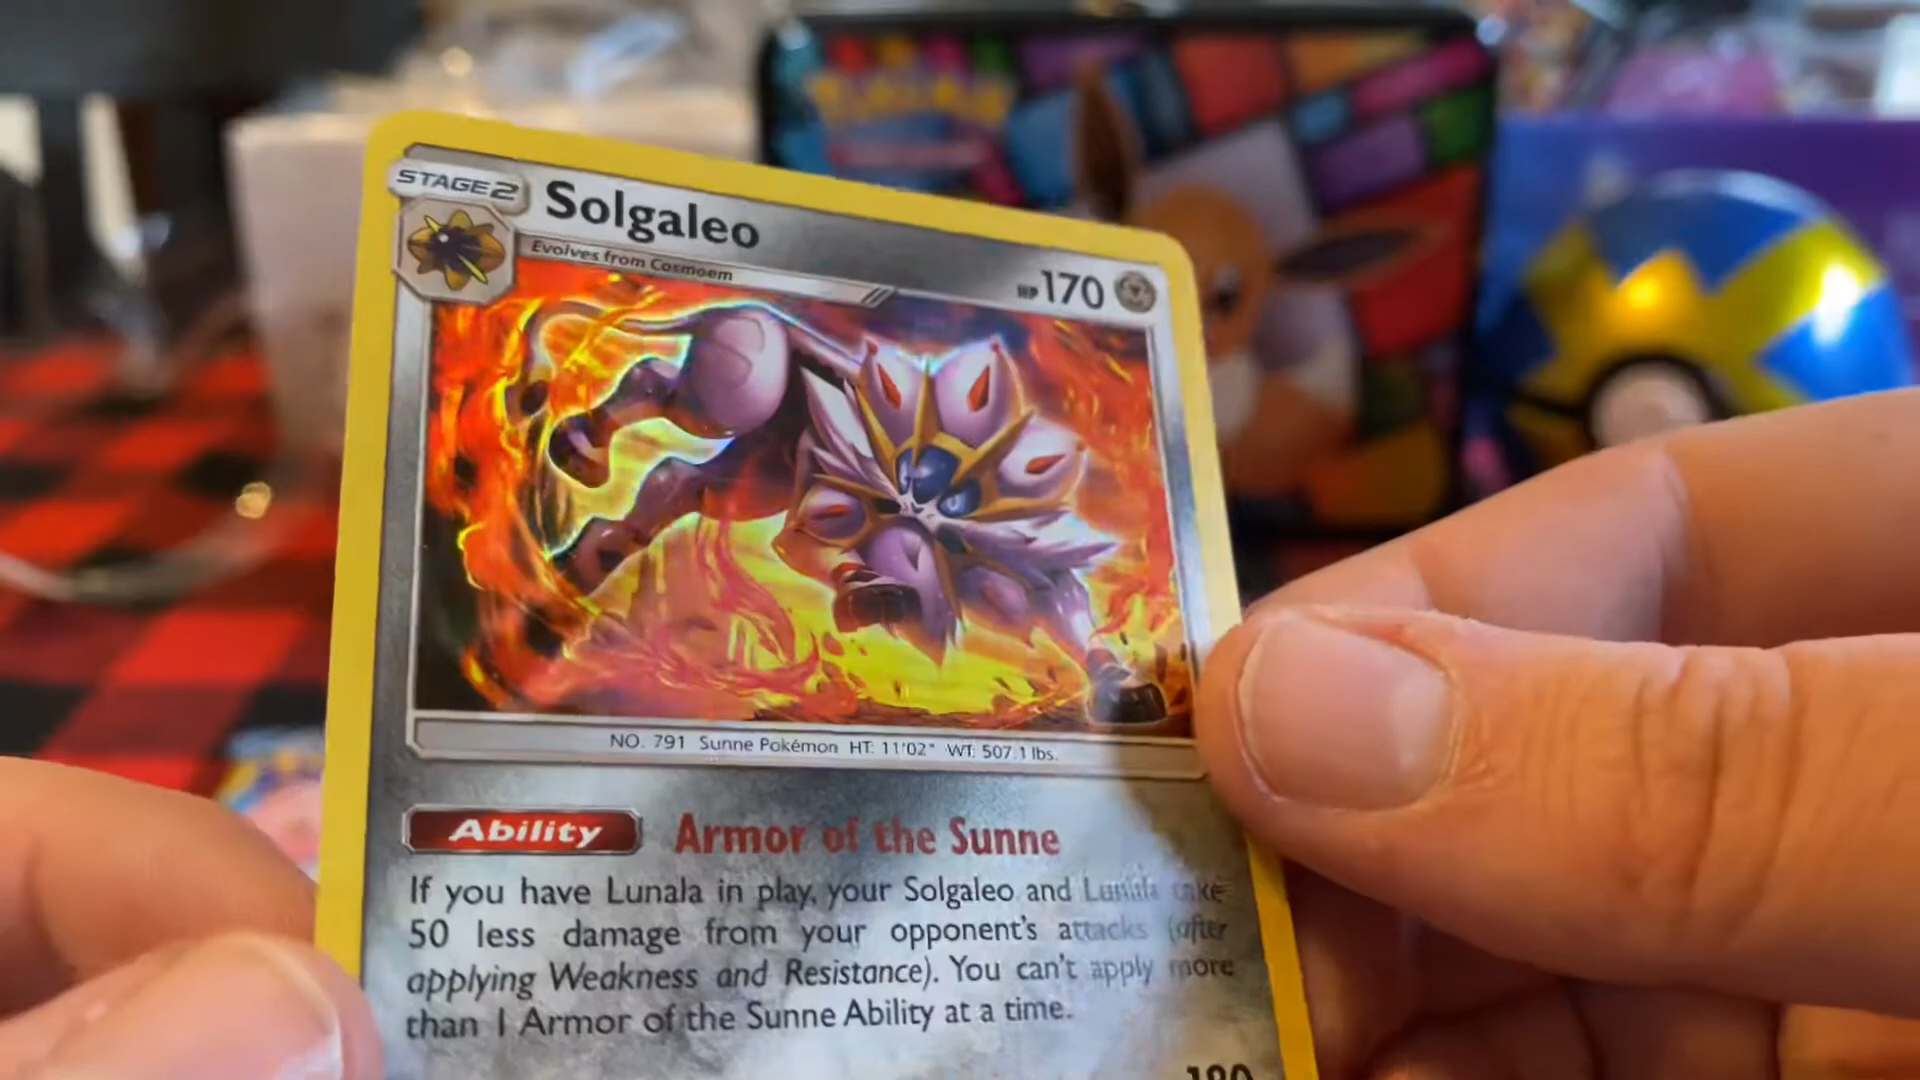 STAGE 2
Solgaleo
Evolves from Cosmoem
HP 170
NO. 791 Sunne Pokémon HT: 11'02" WT: 507.1 lbs.
Ability Armor of the Sunne
If you have Lunala in play, your Solgaleo and Lunala take
50 less damage from your opponent's attacks (after
applying Weakness and Resistance). You can't apply more
than 1 Armor of the Sunne Ability at a time.